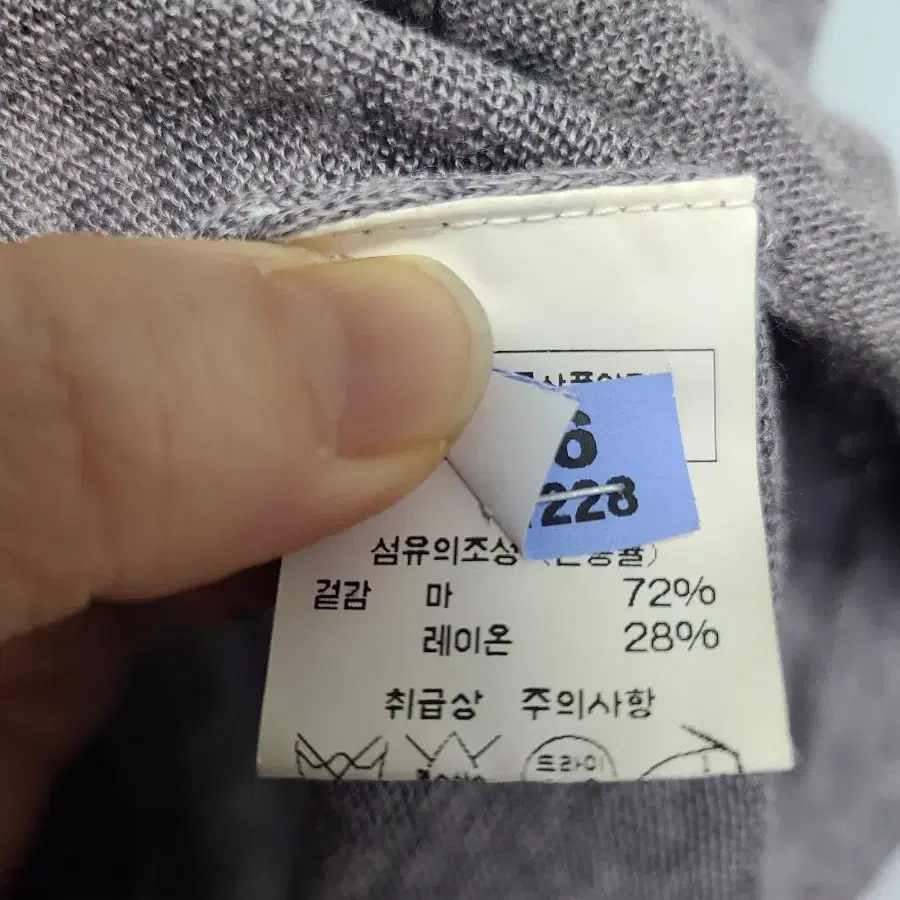 6
228
섬유의조성
겉감 마 72%
레이온 28%
취급상 주의사항
드라이